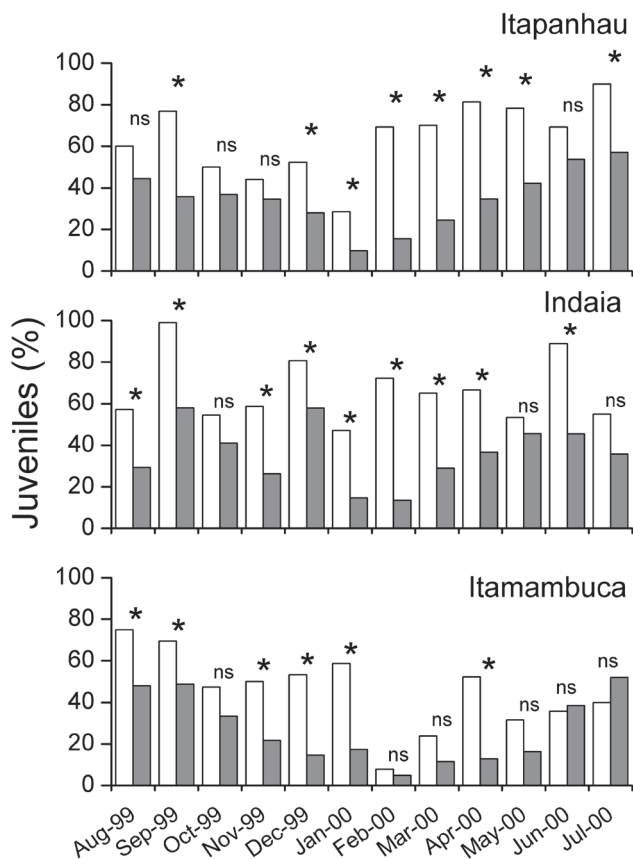 Itapanhau
100
80
60
40
20
0
ns * ns ns * * * * * * ns *
Indaia
100
80
60
40
20
0
* * ns * * * * * * ns * ns
Itamambuca
100
80
60
40
20
0
* * ns * * * ns ns * ns ns ns
Juveniles (%)
Aug-99 Sep-99 Oct-99 Nov-99 Dec-99 Jan-00 Feb-00 Mar-00 Apr-00 May-00 Jun-00 Jul-00